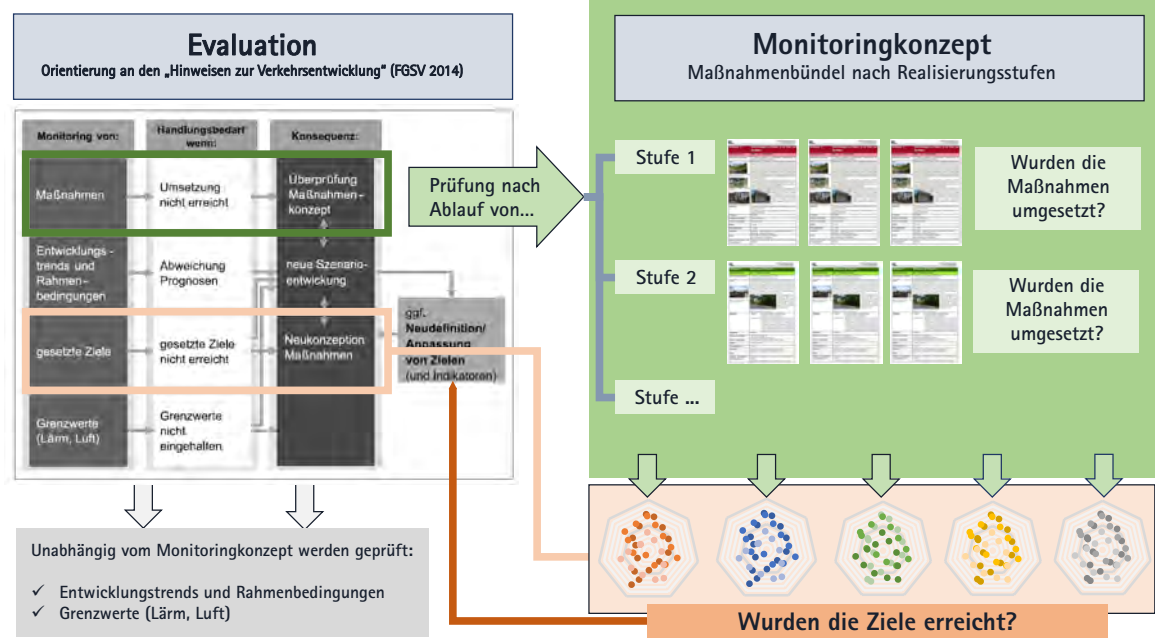 Evaluation
Orientierung an den „Hinweisen zur Verkehrsentwicklung“ (FGSV 2014)
Monitoring von:
Handlungsbedarf
wenn:
Konsequenz:
Maßnahmen
Umsetzung
nicht erreicht
Überprüfung
Maßnahmen-
konzept
Entwicklungs-
trends und
Rahmen-
bedingungen
Abweichung
Prognosen
neue Szenario-
entwickung
gesetzte Ziele
gesetzte Ziele
nicht erreicht
Neukonzeption
Maßnahmen
ggf.
Neudefinition/
Anpassung
von Zielen
(und Indikatoren)
Grenzwerte
(Lärm, Luft)
Grenzwerte
nicht
eingehalten
Unabhängig vom Monitoringkonzept werden geprüft:
✓ Entwicklungstrends und Rahmenbedingungen
✓ Grenzwerte (Lärm, Luft)
Prüfung nach
Ablauf von...
Monitoringkonzept
Maßnahmenbündel nach Realisierungsstufen
Stufe 1
Wurden die
Maßnahmen
umgesetzt?
Stufe 2
Wurden die
Maßnahmen
umgesetzt?
Stufe ...
Wurden die Ziele erreicht?